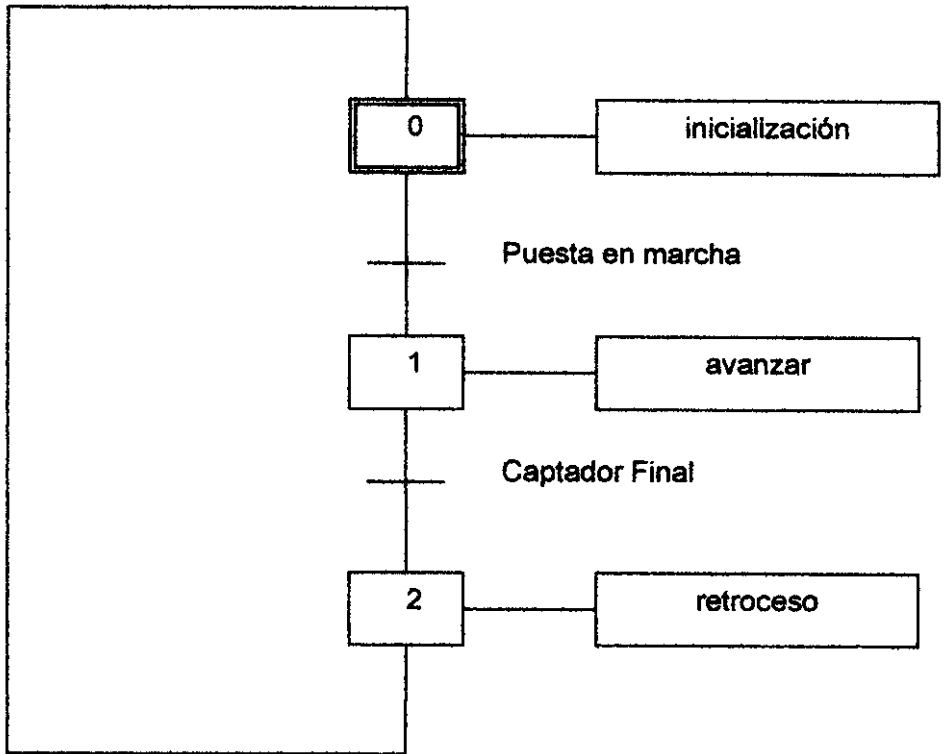 0
inicialización
Puesta en marcha
1
avanzar
Captador Final
2
retroceso